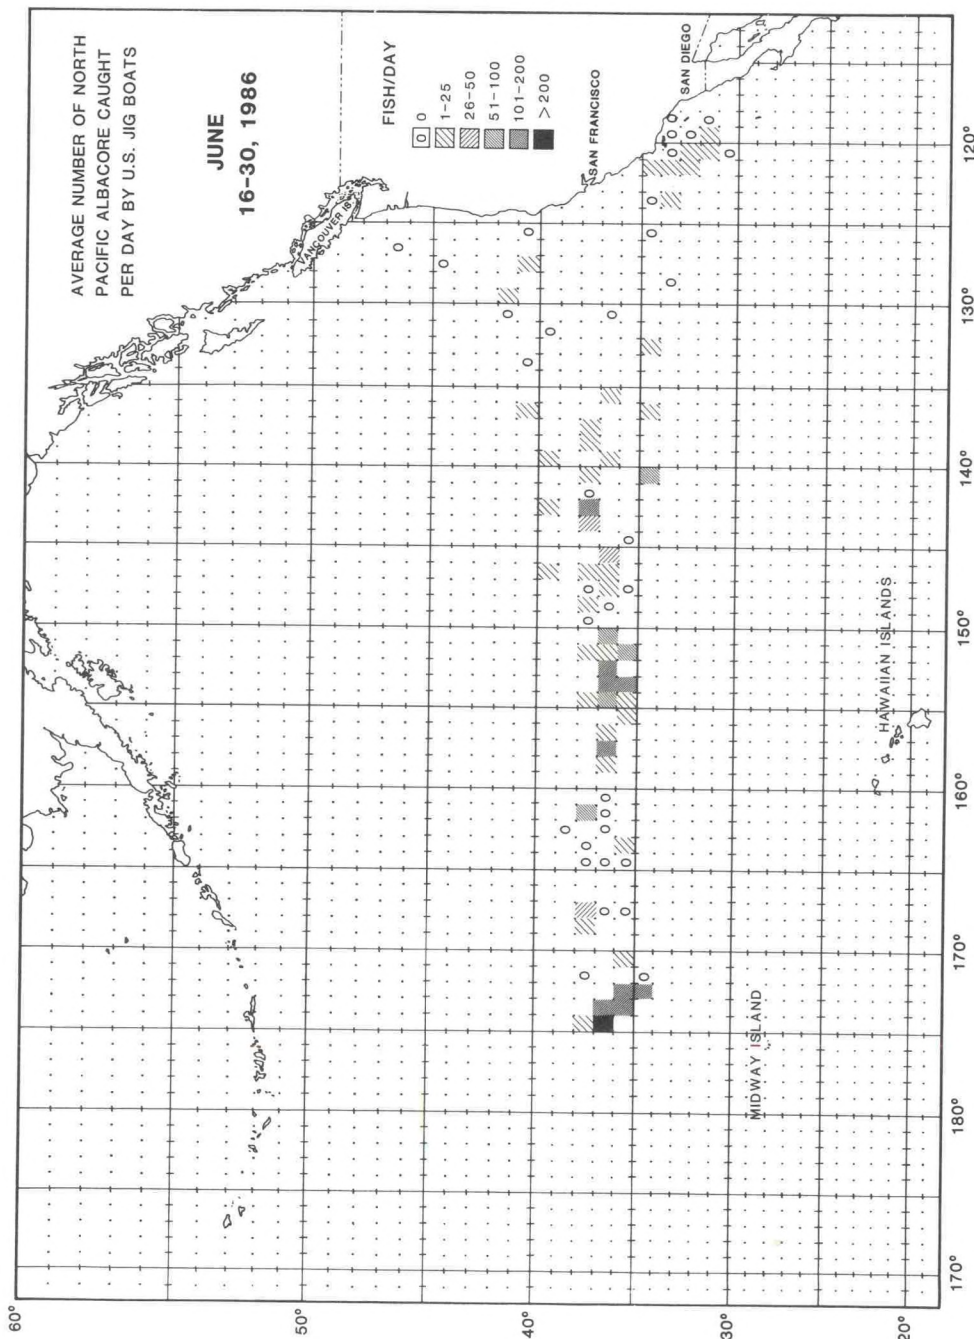 AVERAGE NUMBER OF NORTH
PACIFIC ALBACORE CAUGHT
PER DAY BY U.S. JIG BOATS
JUNE
16-30, 1986
FISH/DAY
0 0
1-25
26-50
51-100
101-200
>200
VANCOUVER IS.
SAN FRANCISCO
SAN DIEGO
HAWAIIAN ISLANDS
MIDWAY ISLAND
60°
50°
40°
30°
20°
170°
180°
170°
160°
150°
140°
130°
120°